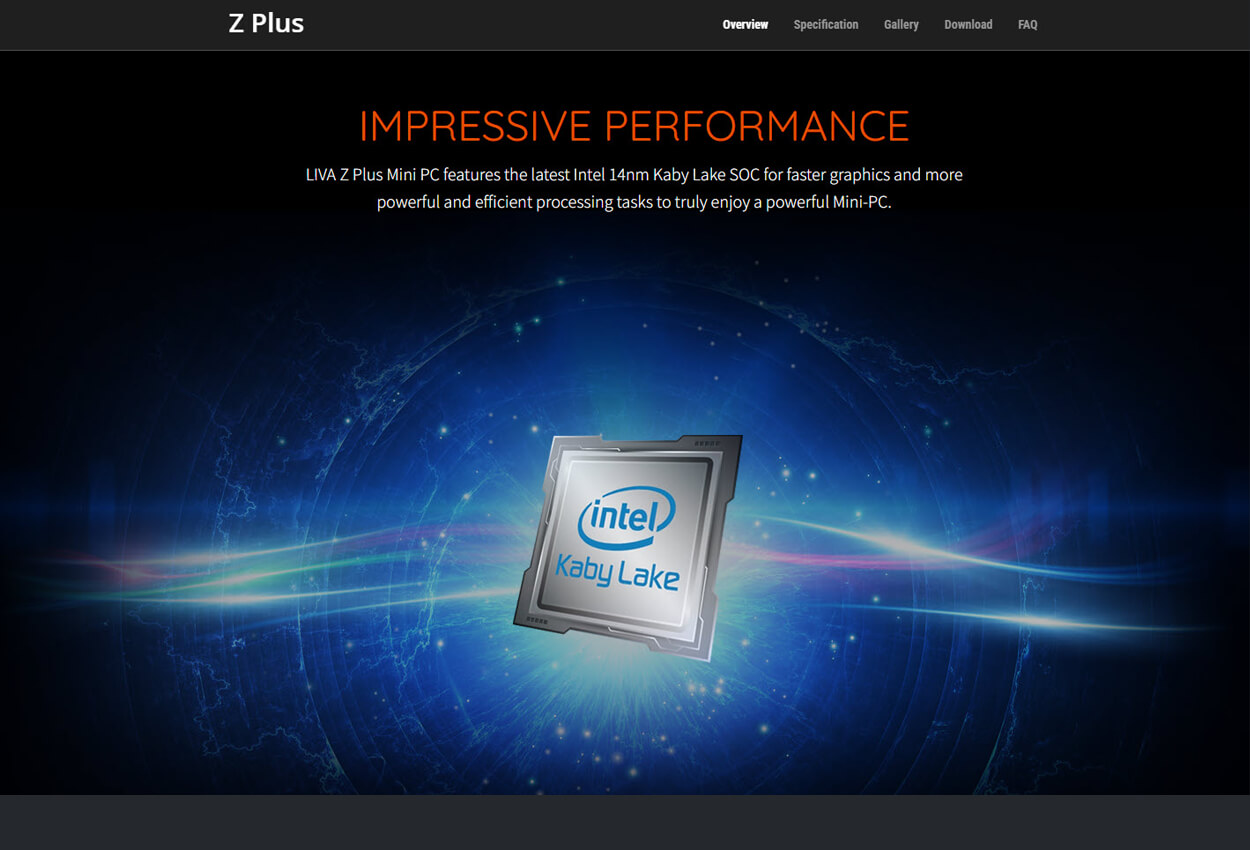 Z Plus
Overview Specification Gallery Download FAQ
IMPRESSIVE PERFORMANCE
LIVA Z Plus Mini PC features the latest Intel 14nm Kaby Lake SOC for faster graphics and more
powerful and efficient processing tasks to truly enjoy a powerful Mini-PC.
intel
Kaby Lake